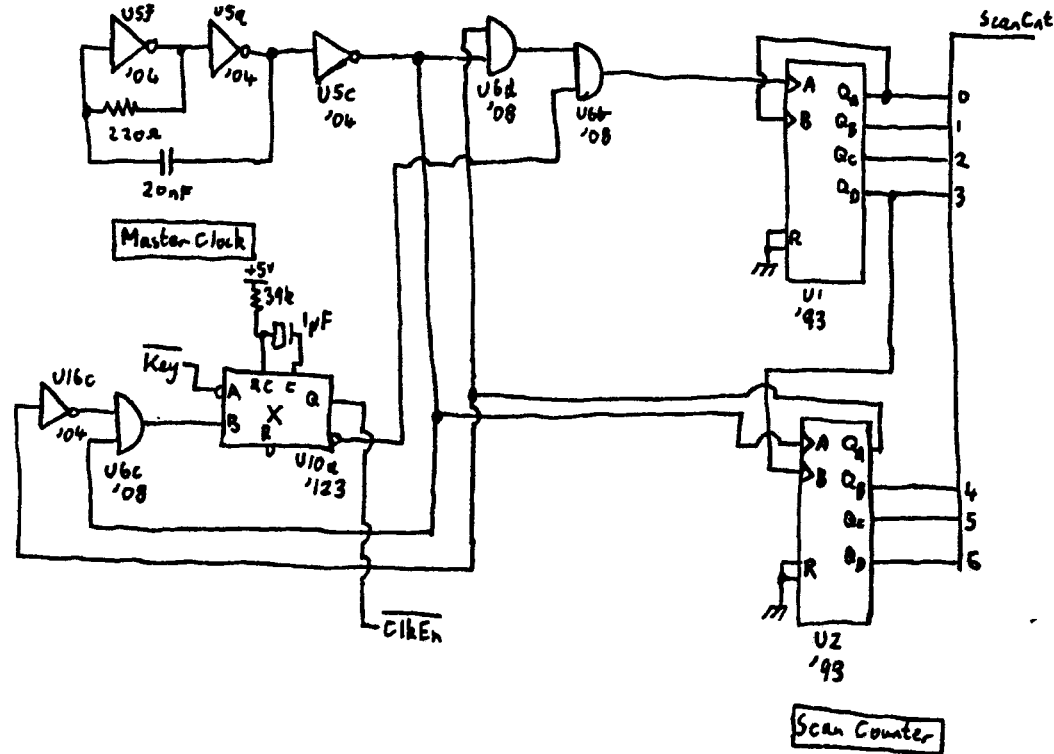 U5f
'04
220Ω
20nF
U5a
'04
U5c
'04
U6d
'08
U6b
'08
Master Clock
+5v
39k
1µF
Key
U16c
'04
U6c
'08
A
B
RC
C
X
R
Q
U10a
'123
ClkEn
A
B
QA
QB
QC
QD
R
U1
'93
ScanCnt
0
1
2
3
4
5
6
A
B
QA
QB
QC
QD
R
U2
'93
Scan Counter